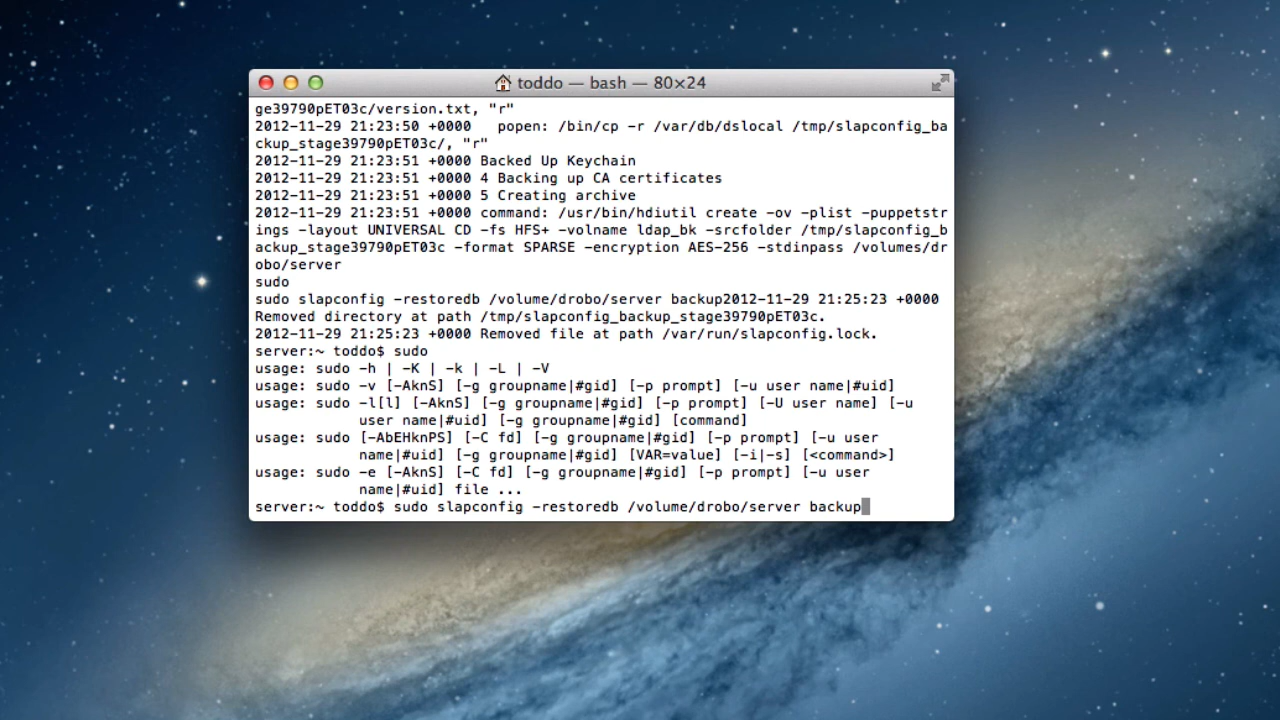 toddo — bash — 80×24
ge39790pET03c/version.txt, "r"
2012-11-29 21:23:50 +0000   popen: /bin/cp -r /var/db/dslocal /tmp/slapconfig_ba
ckup_stage39790pET03c/, "r"
2012-11-29 21:23:51 +0000 Backed Up Keychain
2012-11-29 21:23:51 +0000 4 Backing up CA certificates
2012-11-29 21:23:51 +0000 5 Creating archive
2012-11-29 21:23:51 +0000 command: /usr/bin/hdiutil create -ov -plist -puppetstr
ings -layout UNIVERSAL CD -fs HFS+ -volname ldap_bk -srcfolder /tmp/slapconfig_b
ackup_stage39790pET03c -format SPARSE -encryption AES-256 -stdinpass /volumes/dr
obo/server
sudo
sudo slapconfig -restoredb /volume/drobo/server backup2012-11-29 21:25:23 +0000
Removed directory at path /tmp/slapconfig_backup_stage39790pET03c.
2012-11-29 21:25:23 +0000 Removed file at path /var/run/slapconfig.lock.
server:~ toddo$ sudo
usage: sudo -h | -K | -k | -L | -V
usage: sudo -v [-AknS] [-g groupname|#gid] [-p prompt] [-u user name|#uid]
usage: sudo -l[l] [-AknS] [-g groupname|#gid] [-p prompt] [-U user name] [-u
            user name|#uid] [-g groupname|#gid] [command]
usage: sudo [-AbEHknPS] [-C fd] [-g groupname|#gid] [-p prompt] [-u user
            name|#uid] [-g groupname|#gid] [VAR=value] [-i|-s] [<command>]
usage: sudo -e [-AknS] [-C fd] [-g groupname|#gid] [-p prompt] [-u user
            name|#uid] file ...
server:~ toddo$ sudo slapconfig -restoredb /volume/drobo/server backup